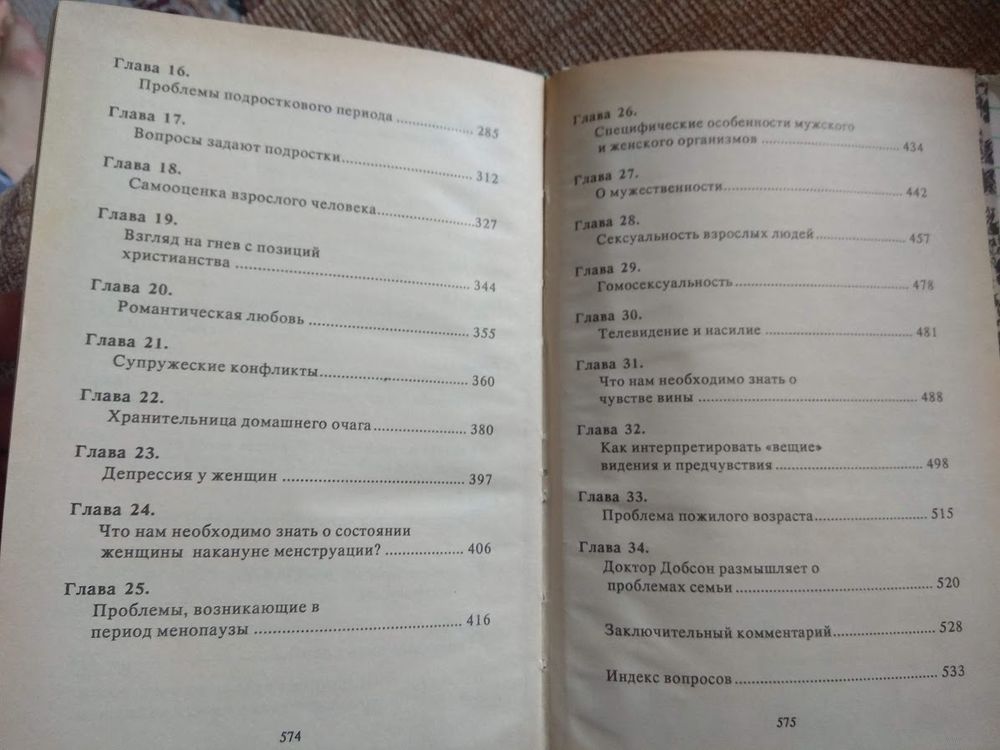 Глава 16.
Проблемы подросткового периода ............... 285
Глава 17.
Вопросы задают подростки............... 312
Глава 18.
Самооценка взрослого человека...............327
Глава 19.
Взгляд на гнев с позиций
христианства ............... 344
Глава 20.
Романтическая любовь ............... 355
Глава 21.
Супружеские конфликты............... 360
Глава 22.
Хранительница домашнего очага............... 380
Глава 23.
Депрессия у женщин ............... 397
Глава 24.
Что нам необходимо знать о состоянии
женщины накануне менструации? ............... 406
Глава 25.
Проблемы, возникающие в
период менопаузы ............... 416
574
Глава 26.
Специфические особенности мужского
и женского организмов ............... 434
Глава 27.
О мужественности............... 442
Глава 28.
Сексуальность взрослых людей............... 457
Глава 29.
Гомосексуальность............... 478
Глава 30.
Телевидение и насилие ............... 481
Глава 31.
Что нам необходимо знать о
чувстве вины ............... 488
Глава 32.
Как интерпретировать «вещие»
видения и предчувствия ............... 498
Глава 33.
Проблема пожилого возраста............... 515
Глава 34.
Доктор Добсон размышляет о
проблемах семьи ............... 520
Заключительный комментарий............... 528
Индекс вопросов............... 533
575